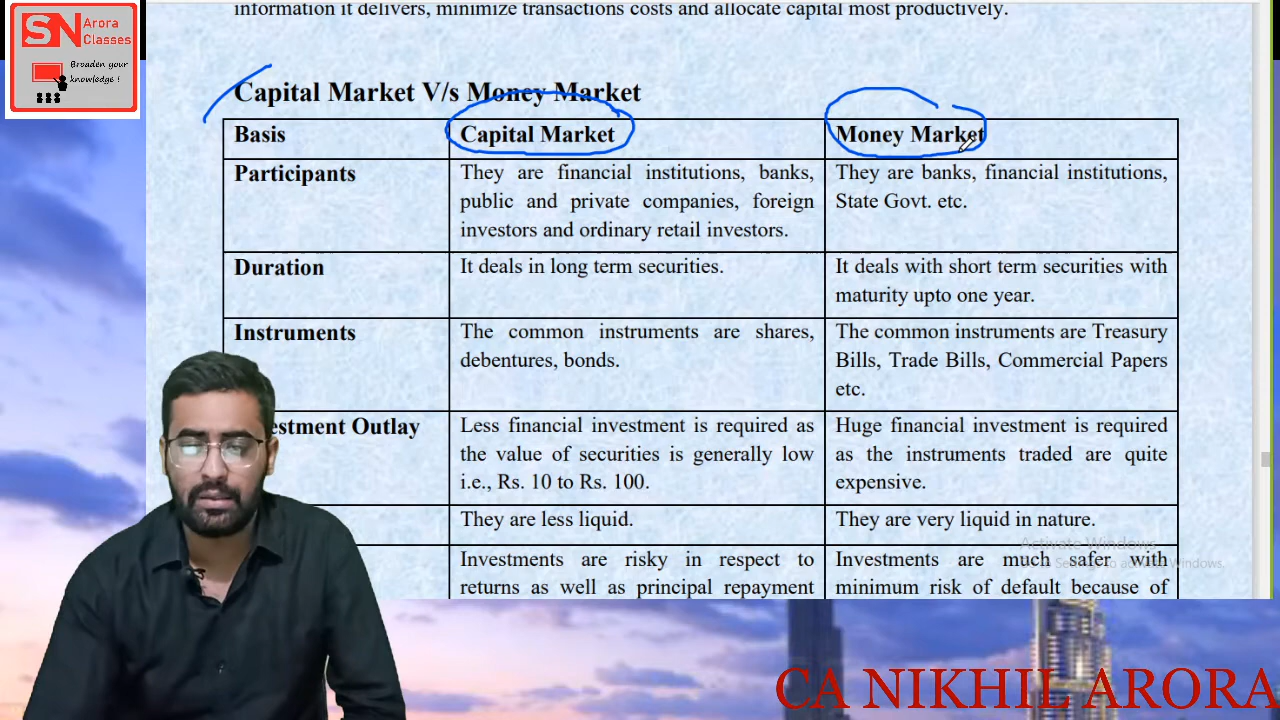 SN Arora
Classes
Broaden your
knowledge !
information it delivers, minimize transactions costs and allocate capital most productively.
Capital Market V/s Money Market
Basis
Capital Market
Money Market
Participants
They are financial institutions, banks,
public and private companies, foreign
investors and ordinary retail investors.
They are banks, financial institutions,
State Govt. etc.
Duration
It deals in long term securities.
It deals with short term securities with
maturity upto one year.
Instruments
The common instruments are shares,
debentures, bonds.
The common instruments are Treasury
Bills, Trade Bills, Commercial Papers
etc.
Outlay
Less financial investment is required as
the value of securities is generally low
i.e., Rs. 10 to Rs. 100.
Huge financial investment is required
as the instruments traded are quite
expensive.
They are less liquid.
They are very liquid in nature.
Investments are risky in respect to
returns as well as principal repayment
Investments are much safer with
minimum risk of default because of
Activate Windows
Go to Settings to activate Windows.
CA NIKHIL ARORA